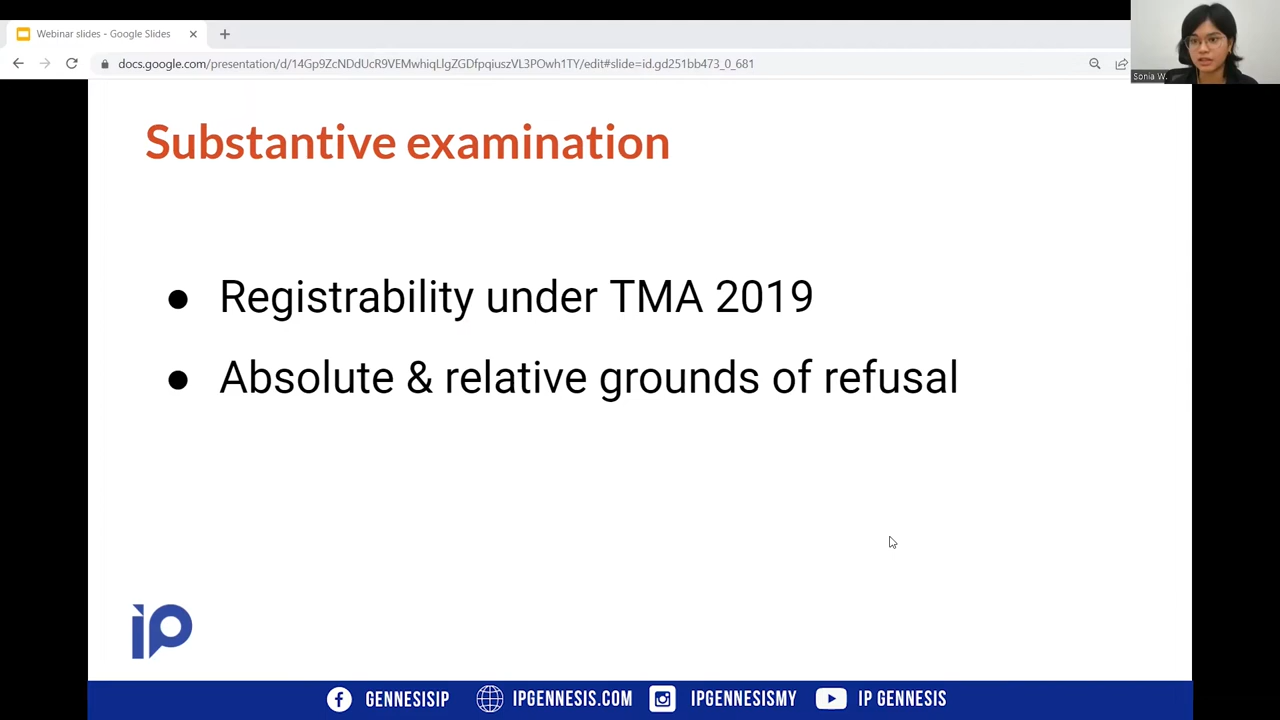 Webinar slides - Google Slides
docs.google.com/presentation/d/14Gp9ZcNDdUcR9VEMwhiqLlgZGDfpqtaszVL3POwh1TY/edit#slide=id.gd251bb473_0_681
Sonia W.
Substantive examination
● Registrability under TMA 2019
● Absolute & relative grounds of refusal
ip
GENNESISIP
IPGENNESIS.COM
IPGENNESISMY
IP GENNESIS